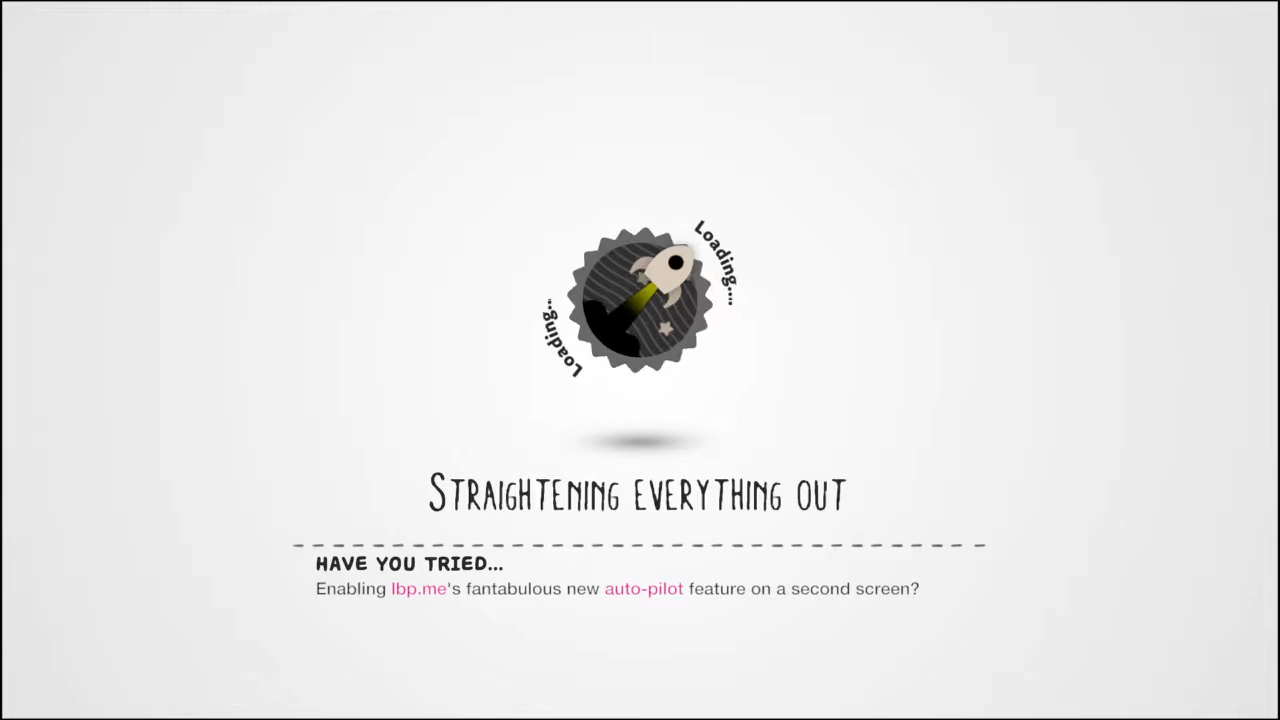 Loading....
Loading...
Straightening everything out
HAVE YOU TRIED...
Enabling lbp.me's fantabulous new auto-pilot feature on a second screen?